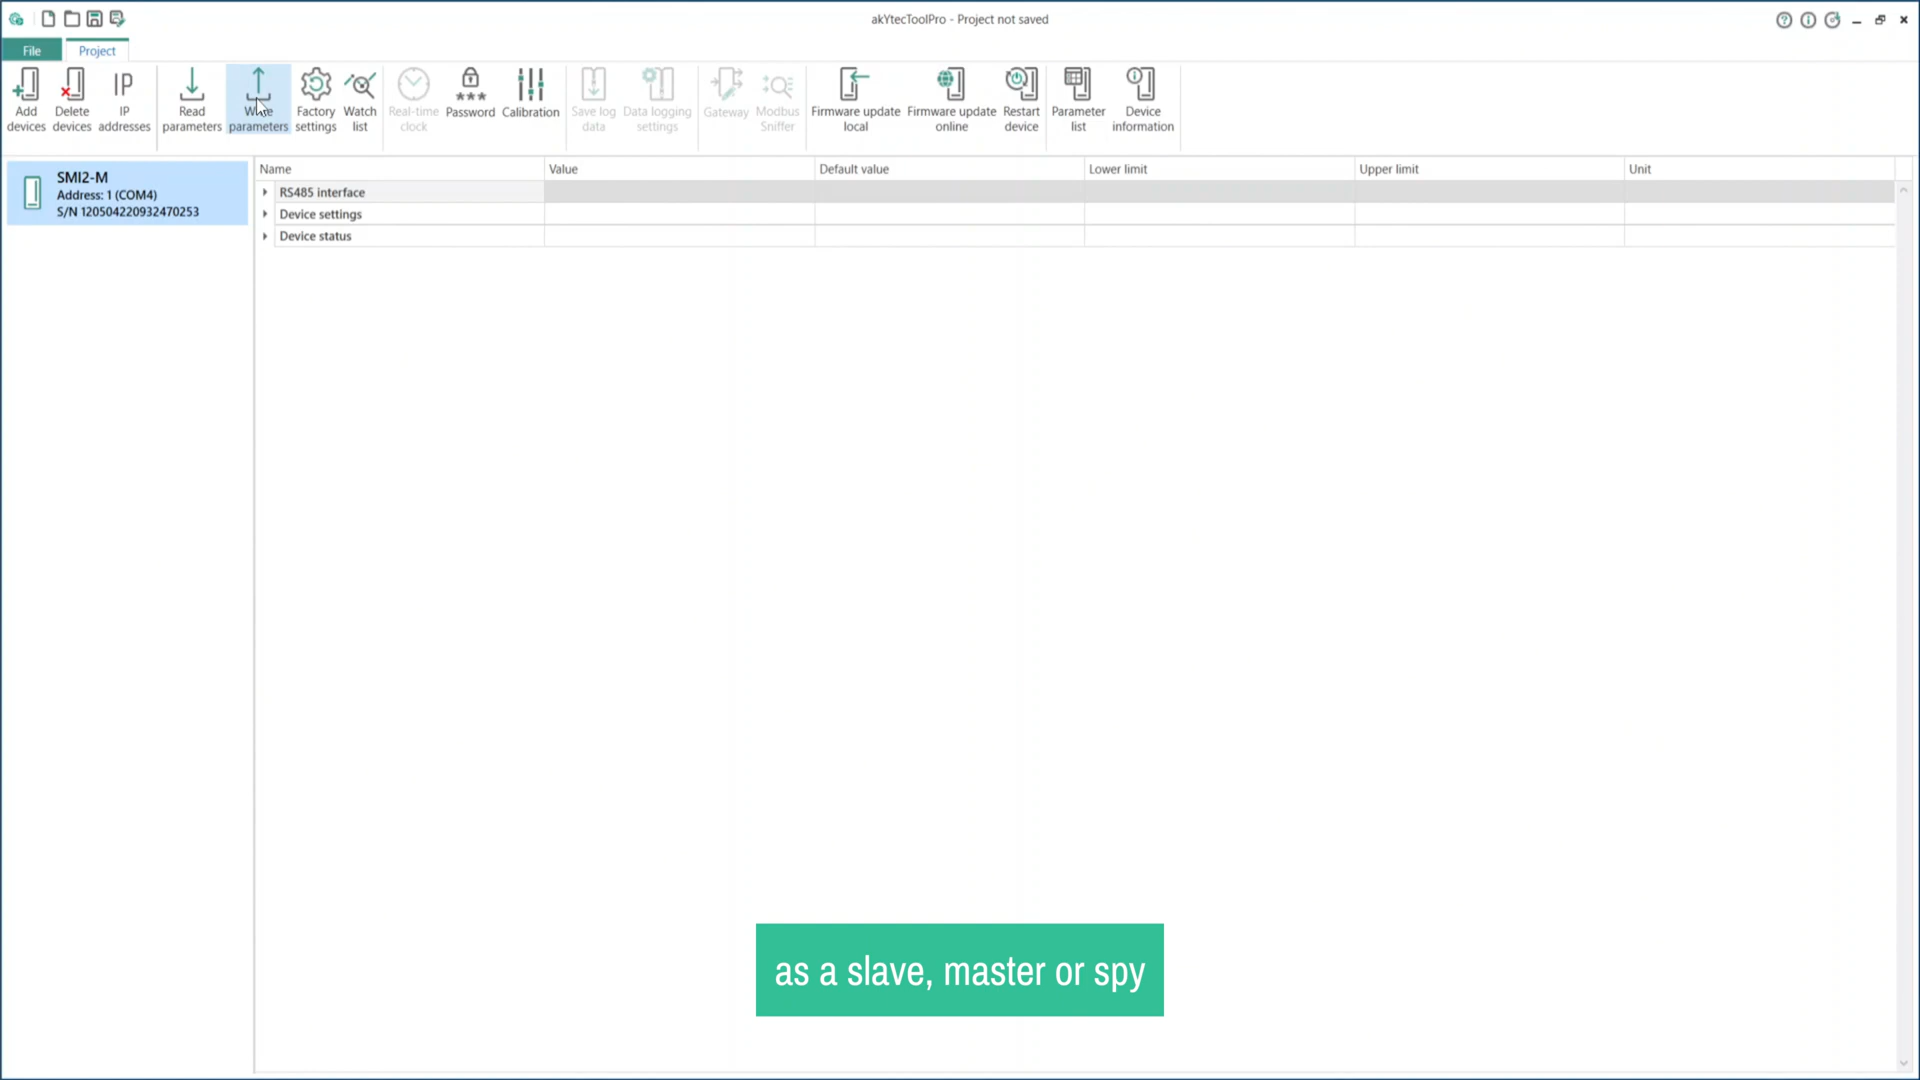 akYtecToolPro - Project not saved
File
Project
Add devices
Delete devices
IP
IP addresses
Read parameters
Write parameters
Factory settings
Watch list
Real-time clock
***
Password
Calibration
Save log data
Data logging settings
Gateway
Modbus Sniffer
Firmware update local
Firmware update online
Restart device
Parameter list
Device information
SMI2-M
Address: 1 (COM4)
S/N 120504220932470253
Name Value Default value Lower limit Upper limit Unit
RS485 interface
Device settings
Device status
as a slave, master or spy